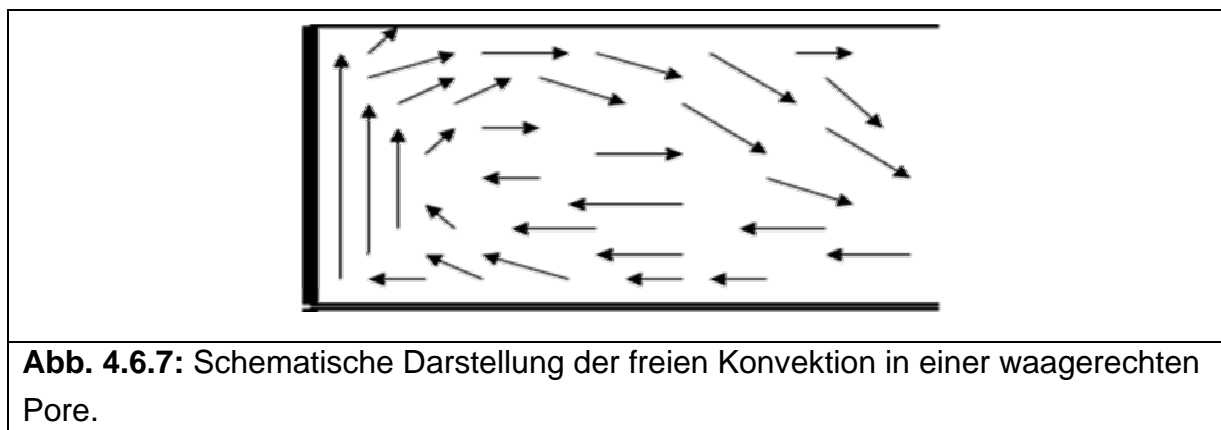 Abb. 4.6.7: Schematische Darstellung der freien Konvektion in einer waagerechten
Pore.